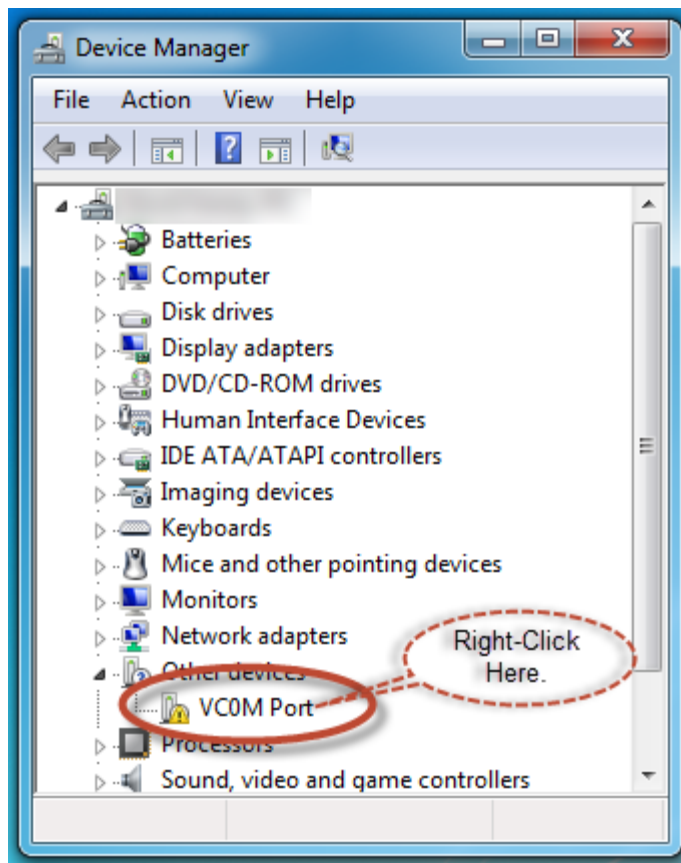 Device Manager
File Action View Help
Batteries
Computer
Disk drives
Display adapters
DVD/CD-ROM drives
Human Interface Devices
IDE ATA/ATAPI controllers
Imaging devices
Keyboards
Mice and other pointing devices
Monitors
Network adapters
Right-Click
Here.
Other devices
VC0M Port
Processors
Sound, video and game controllers